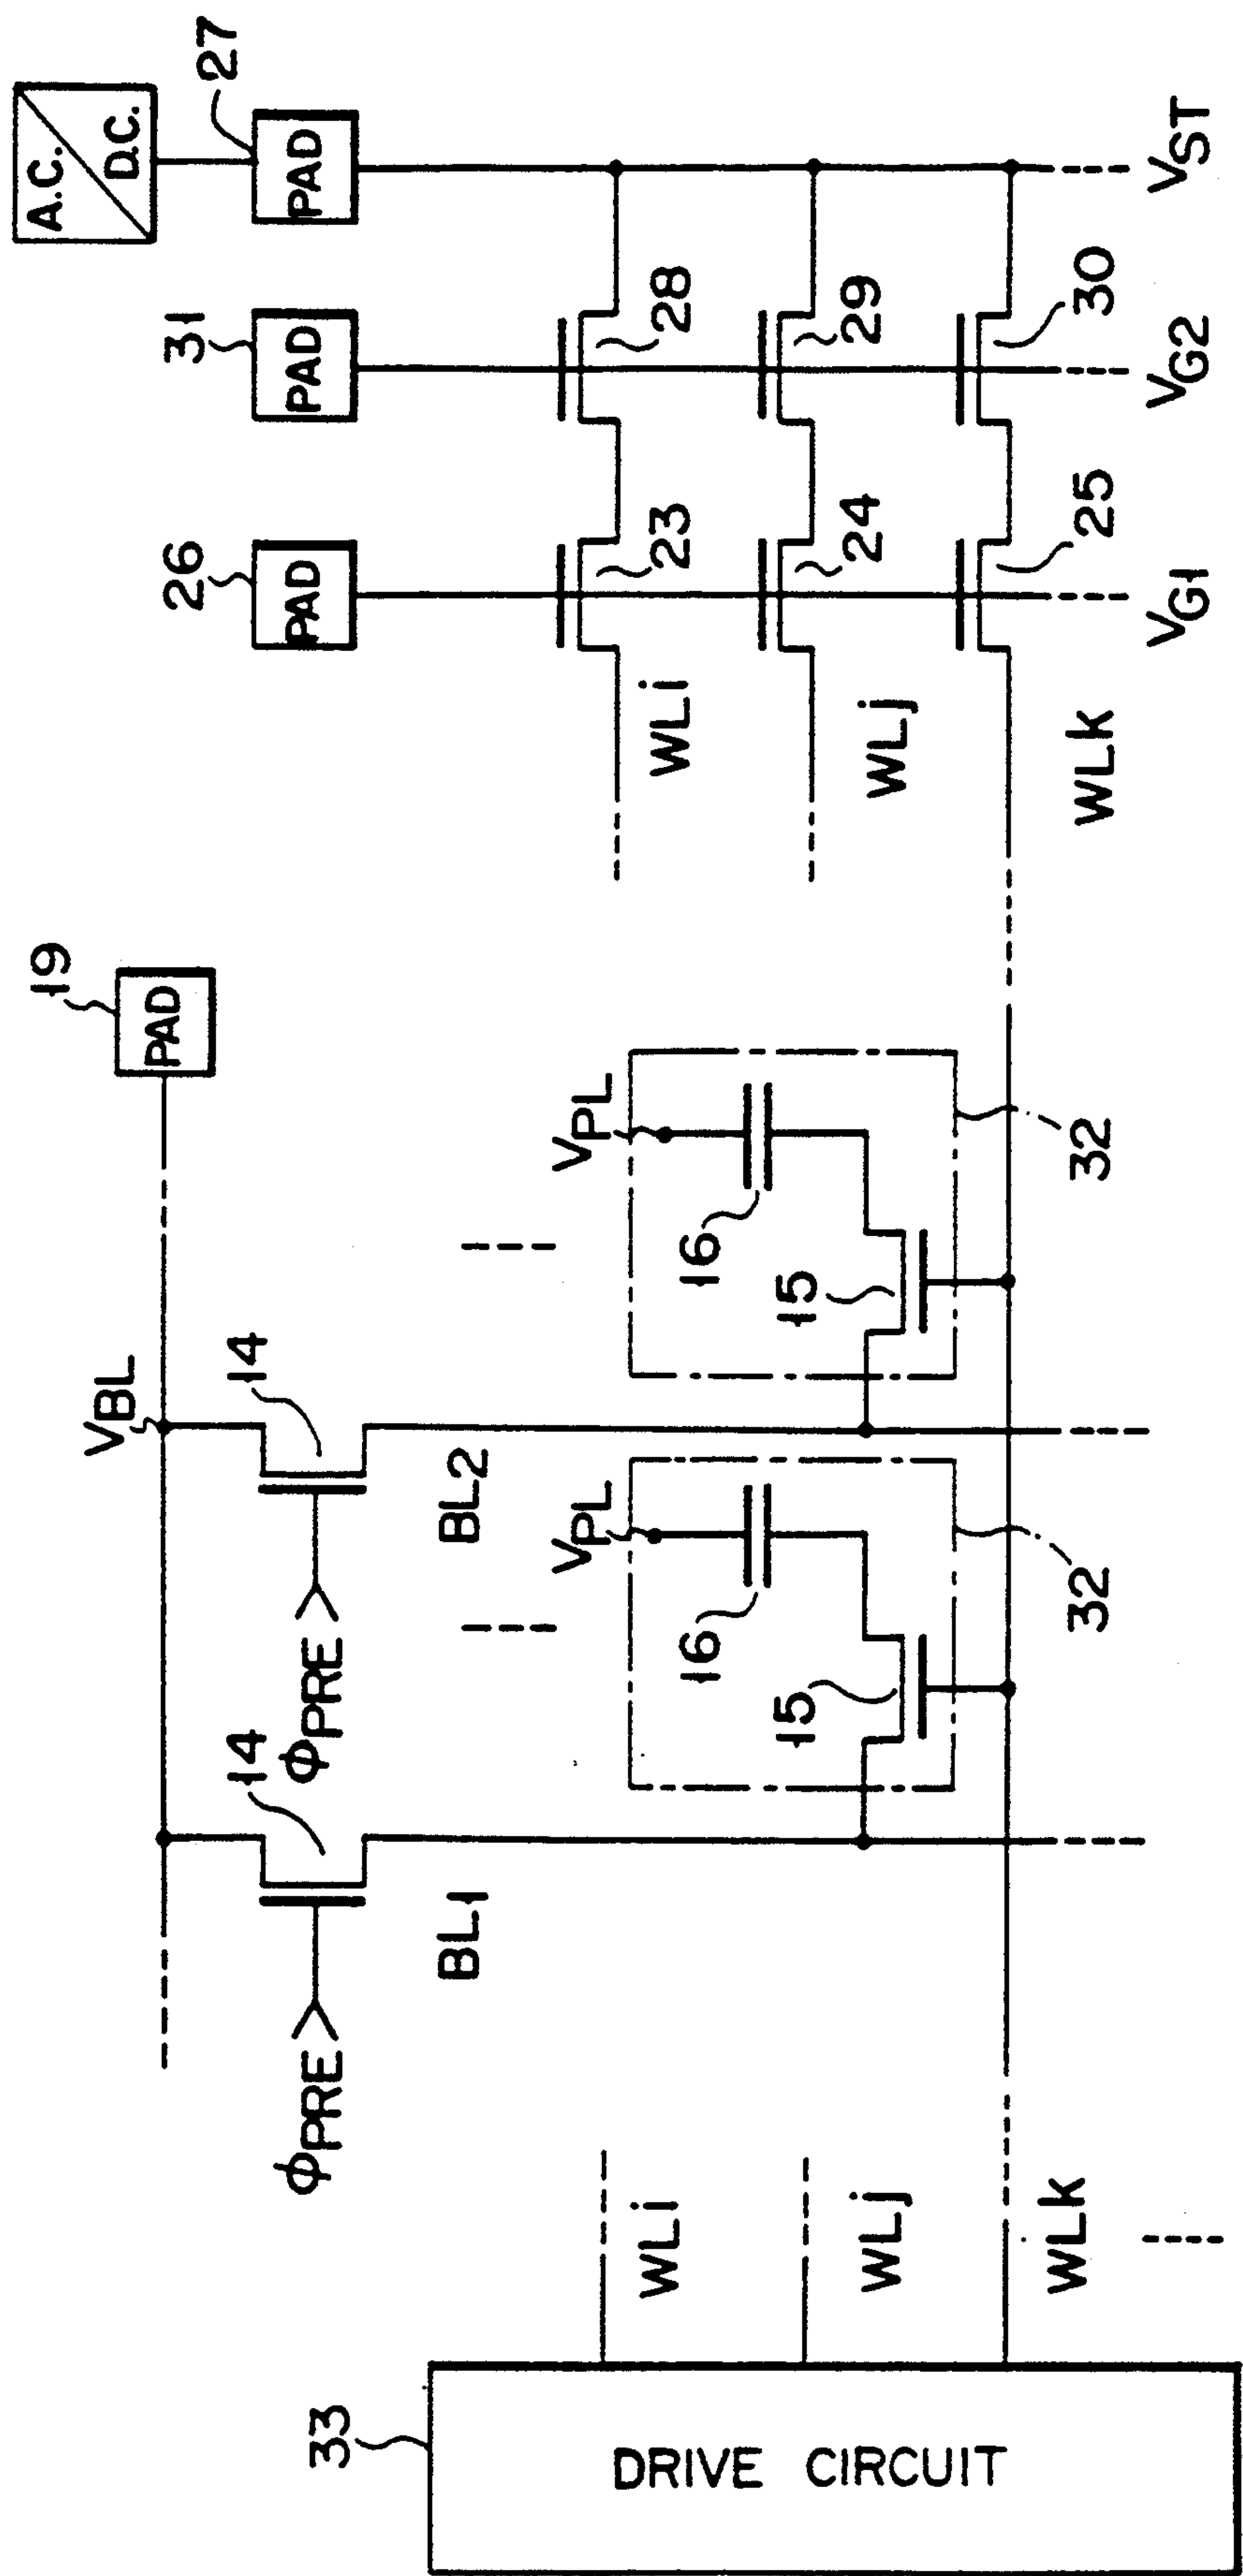 A.C.
D.C.
27
PAD
31
PAD
26
PAD
19
PAD
VBL
14
14
ΦPRE
ΦPRE
BL1
BL2
VPL
VPL
16
16
15
15
32
32
28
29
30
23
24
25
WLi
WLj
WLk
VST
VG2
VG1
33
DRIVE CIRCUIT
WLi
WLj
WLk